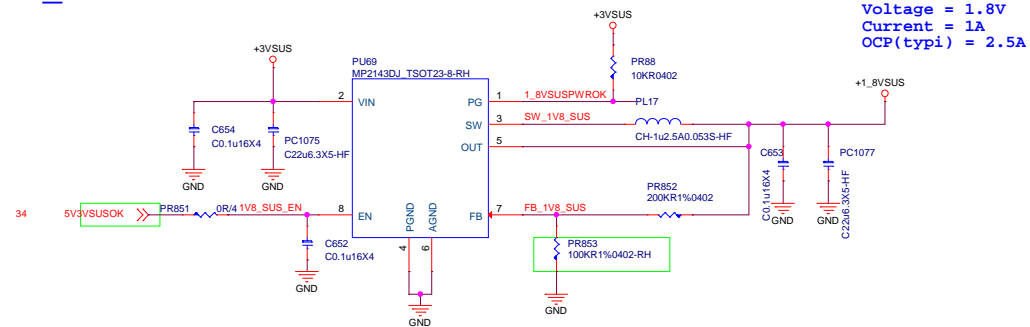 Voltage = 1.8V
Current = 1A
OCP(typi) = 2.5A
+3VSUS
+3VSUS
PU69
MP2143DJ_TSOT23-8-RH
PR88
10KR0402
+1_8VSUS
2
VIN
PG
1
1_8VSUSPWROK
PL17
SW
3
SW_1V8_SUS
CH-1u2.5A0.053S-HF
OUT
5
C654
C0.1u16X4
PC1075
C22u6.3X5-HF
GND
GND
C653
C0.1u16X4
PC1077
C22u6.3X5-HF
GND
GND
PR852
200KR1%0402
34
5V3VSUSOK
PR851
0R/4
1V8_SUS_EN
8
EN
FB
7
FB_1V8_SUS
PGND
AGND
4
6
C652
C0.1u16X4
GND
PR853
100KR1%0402-RH
GND
GND